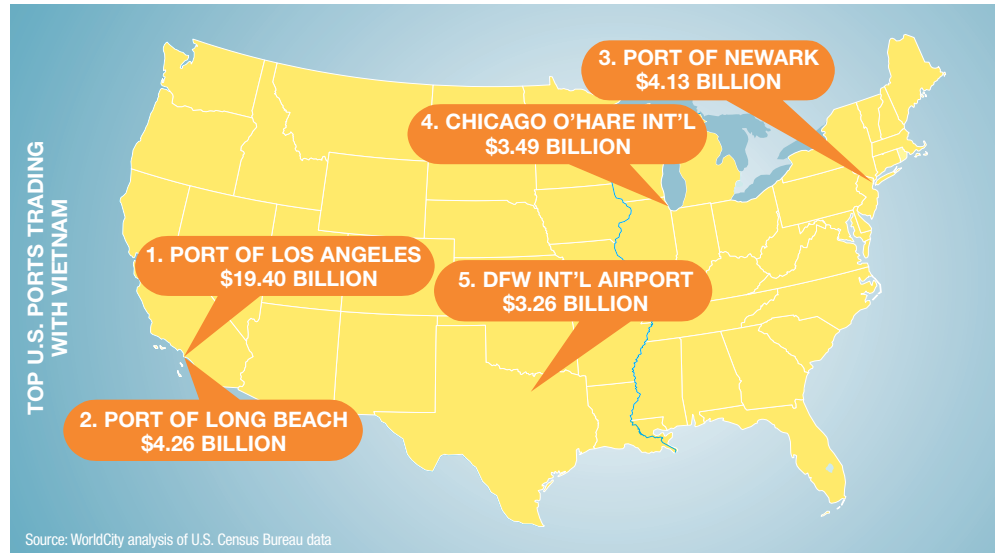 TOP U.S. PORTS TRADING
WITH VIETNAM
3. PORT OF NEWARK
$4.13 BILLION
4. CHICAGO O’HARE INT’L
$3.49 BILLION
1. PORT OF LOS ANGELES
$19.40 BILLION
5. DFW INT’L AIRPORT
$3.26 BILLION
2. PORT OF LONG BEACH
$4.26 BILLION
Source: WorldCity analysis of U.S. Census Bureau data